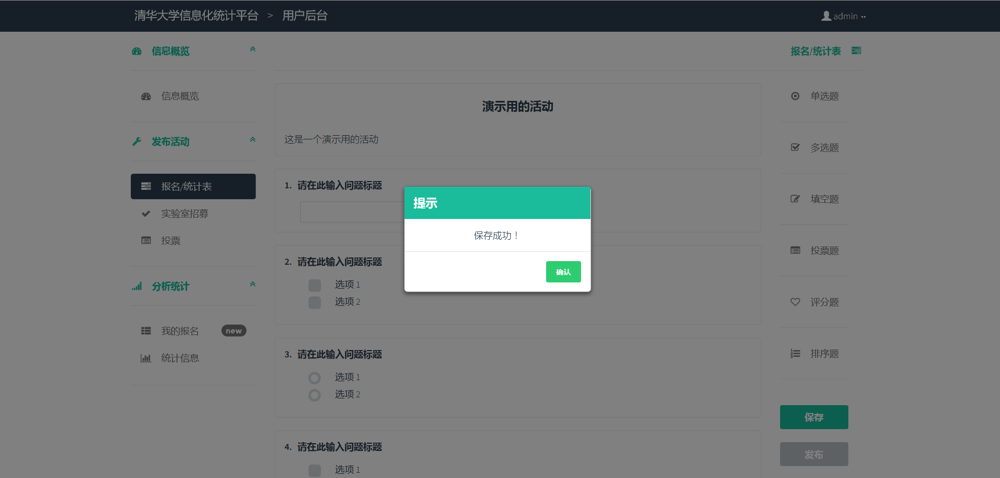 清华大学信息化统计平台 > 用户后台
admin
信息概览
信息概览
发布活动
报名/统计表
实验室招募
投票
分析统计
我的报名 new
统计信息
演示用的活动
这是一个演示用的活动
1. 请在此输入问题标题
2. 请在此输入问题标题
选项 1
选项 2
3. 请在此输入问题标题
选项 1
选项 2
4. 请在此输入问题标题
选项 1
提示
保存成功！
确认
报名/统计表
单选题
多选题
填空题
投票题
评分题
排序题
保存
发布